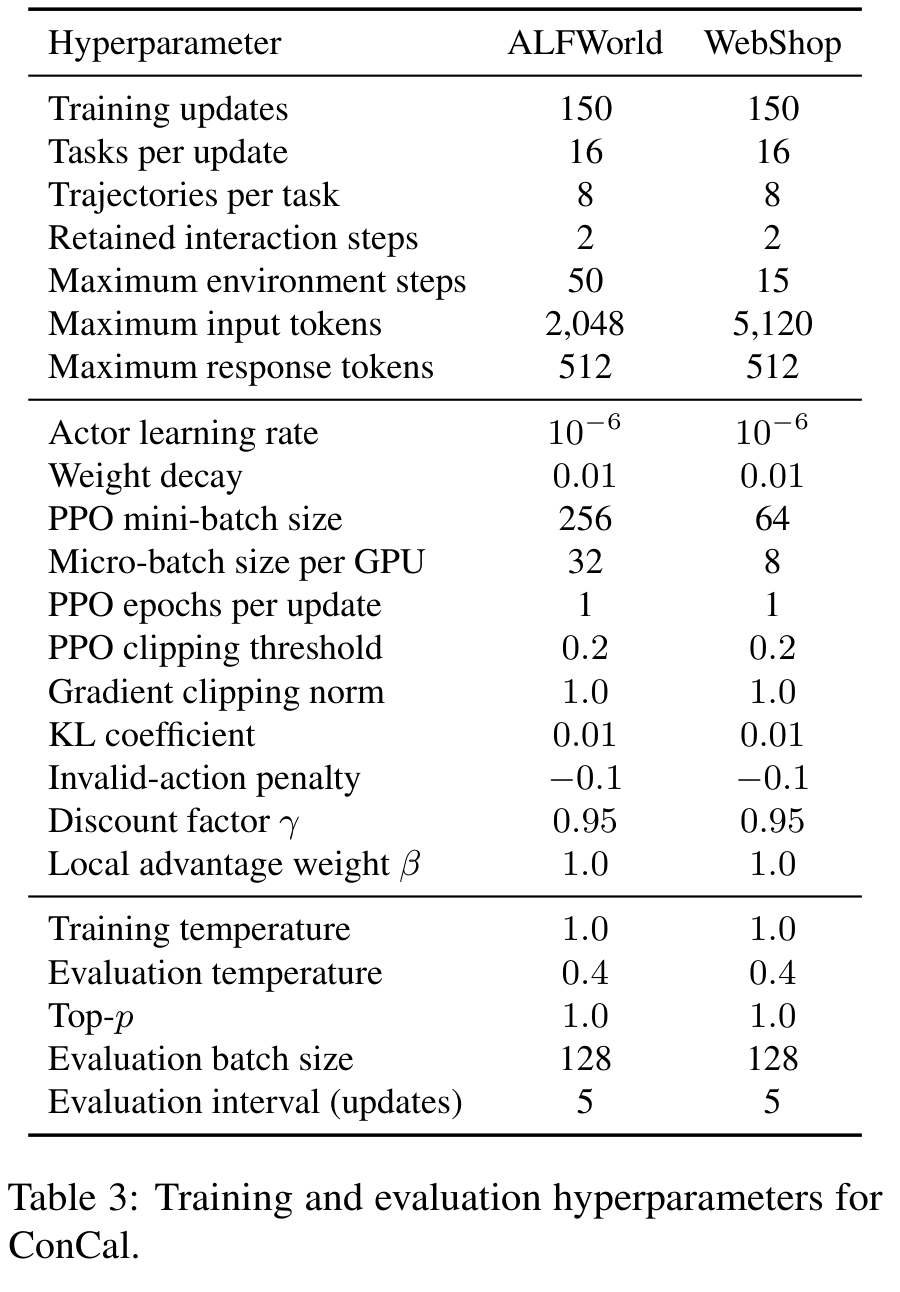 Hyperparameter ALFWorld WebShop
Training updates 150 150
Tasks per update 16 16
Trajectories per task 8 8
Retained interaction steps 2 2
Maximum environment steps 50 15
Maximum input tokens 2,048 5,120
Maximum response tokens 512 512
Actor learning rate 10⁻⁶ 10⁻⁶
Weight decay 0.01 0.01
PPO mini-batch size 256 64
Micro-batch size per GPU 32 8
PPO epochs per update 1 1
PPO clipping threshold 0.2 0.2
Gradient clipping norm 1.0 1.0
KL coefficient 0.01 0.01
Invalid-action penalty −0.1 −0.1
Discount factor γ 0.95 0.95
Local advantage weight β 1.0 1.0
Training temperature 1.0 1.0
Evaluation temperature 0.4 0.4
Top-p 1.0 1.0
Evaluation batch size 128 128
Evaluation interval (updates) 5 5
Table 3: Training and evaluation hyperparameters for
ConCal.